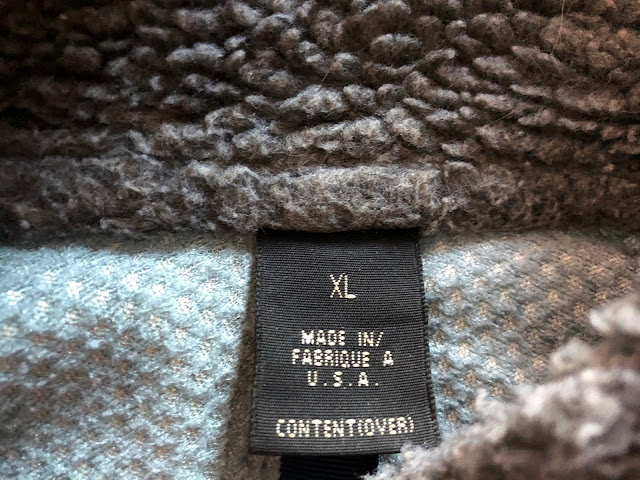 XL
MADE IN/
FABRIQUE A
U.S.A.
CONTENT(OVER)